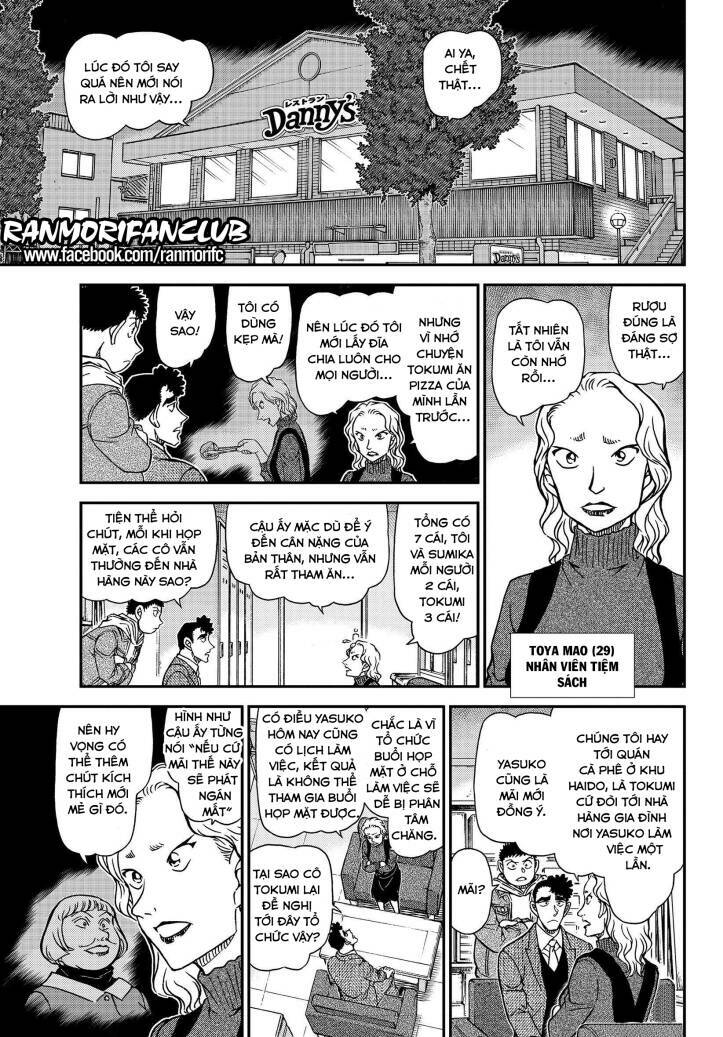 AI YA,
CHẾT
THẬT...
LÚC ĐÓ TÔI SAY
QUÁ NÊN MỚI NÓI
RA LỜI NHƯ VẬY...
レストラン
Danny's
Danny's
RANMORIFANCLUB
www.facebook.com/ranmorifc
RƯỢU
ĐÚNG LÀ
ĐÁNG SỢ
THẬT...
TẤT NHIÊN
LÀ TÔI VẪN
CÒN NHỚ
RỒI...
TOYA MAO (29)
NHÂN VIÊN TIỆM
SÁCH
NHƯNG
VÌ NHỚ
CHUYỆN
TOKUMI ĂN
PIZZA CỦA
MÌNH LẦN
TRƯỚC...
NÊN LÚC ĐÓ TÔI
MỚI LẤY ĐĨA
CHIA LUÔN CHO
MỌI NGƯỜI...
TÔI CÓ
DÙNG
KẸP MÀ!
VẬY
SAO!
TỔNG CÓ
7 CÁI, TÔI
VÀ SUMIKA
MỖI NGƯỜI
2 CÁI,
TOKUMI
3 CÁI!
CẬU ẤY MẶC DÙ ĐỂ Ý
ĐẾN CÂN NẶNG CỦA
BẢN THÂN, NHƯNG VẪN
RẤT THAM ĂN...
TIỆN THỂ HỎI
CHÚT, MỖI KHI HỌP
MẶT, CÁC CÔ VẪN
THƯỜNG ĐẾN NHÀ
HÀNG NÀY SAO?
CHÚNG TÔI HAY
TỚI QUÁN
CÀ PHÊ Ở KHU
HAIDO, LÀ TOKUMI
CỨ ĐÒI TỚI NHÀ
HÀNG GIA ĐÌNH
NƠI YASUKO LÀM
VIỆC MỘT
LẦN.
YASUKO
CŨNG LÀ
MÃI MỚI
ĐỒNG Ý.
MÃI?
CHẮC LÀ VÌ
TỔ CHỨC
BUỔI HỌP
MẶT Ở CHỖ
LÀM VIỆC SẼ
DỄ BỊ PHÂN
TÂM
CHĂNG.
CÓ ĐIỀU YASUKO
HÔM NAY CŨNG
CÓ LỊCH LÀM
VIỆC, KẾT QUẢ
LÀ KHÔNG THỂ
THAM GIA BUỔI
HỌP MẶT ĐƯỢC.
TẠI SAO CÔ
TOKUMI LẠI
ĐỀ NGHỊ
TỚI ĐÂY TỔ
CHỨC VẬY?
HÌNH NHƯ
CẬU ẤY TỪNG
NÓI "NẾU CỨ
MÃI THẾ NÀY
SẼ PHÁT
NGÁN
MẤT"
NÊN HY
VỌNG CÓ
THỂ THÊM
CHÚT KÍCH
THÍCH MỚI
MẺ GÌ ĐÓ.